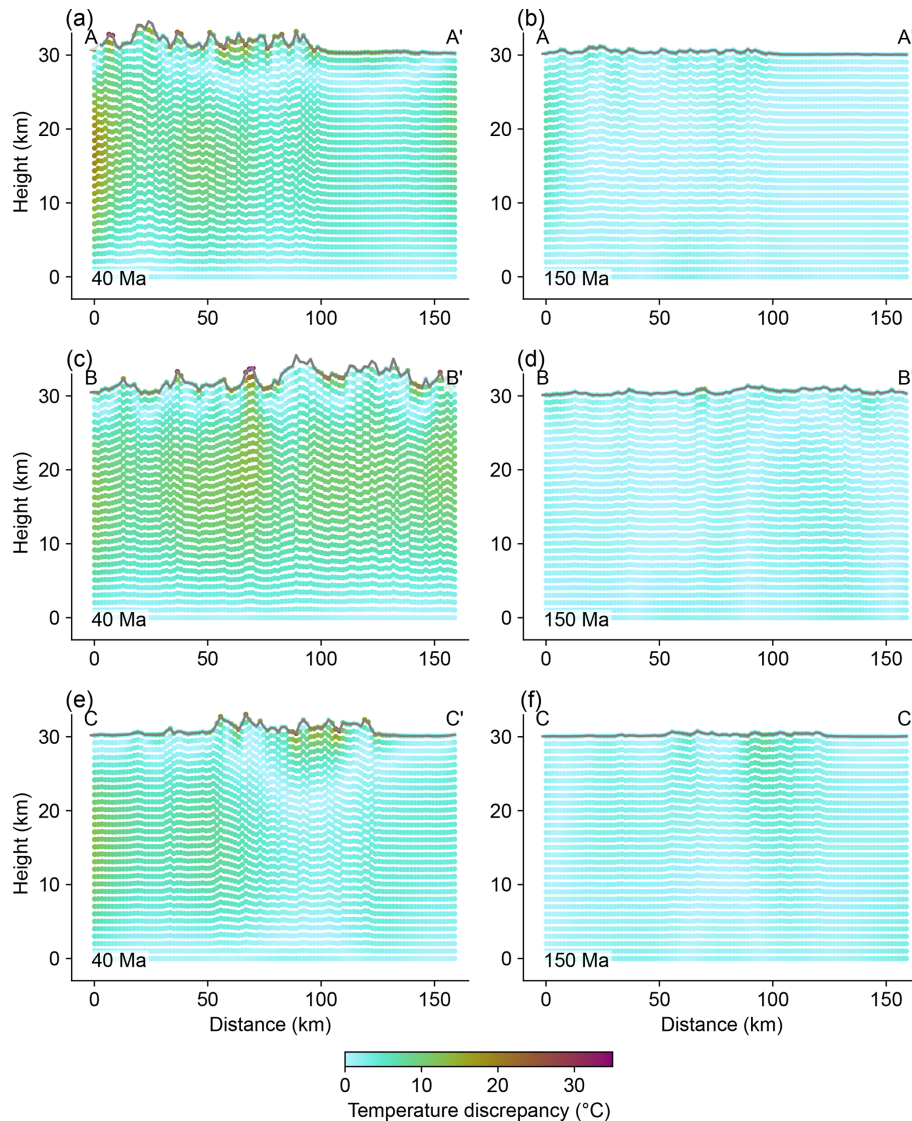 (a) (b)
A A' A A'
30 30
20 20
10 10
0 0
Height (km)
40 Ma 150 Ma
0 50 100 150 0 50 100 150
(c) (d)
B B' B B'
30 30
20 20
10 10
0 0
Height (km)
40 Ma 150 Ma
0 50 100 150 0 50 100 150
(e) (f)
C C' C C
30 30
20 20
10 10
0 0
Height (km)
40 Ma 150 Ma
0 50 100 150 0 50 100 150
Distance (km) Distance (km)
0 10 20 30
Temperature discrepancy (°C)